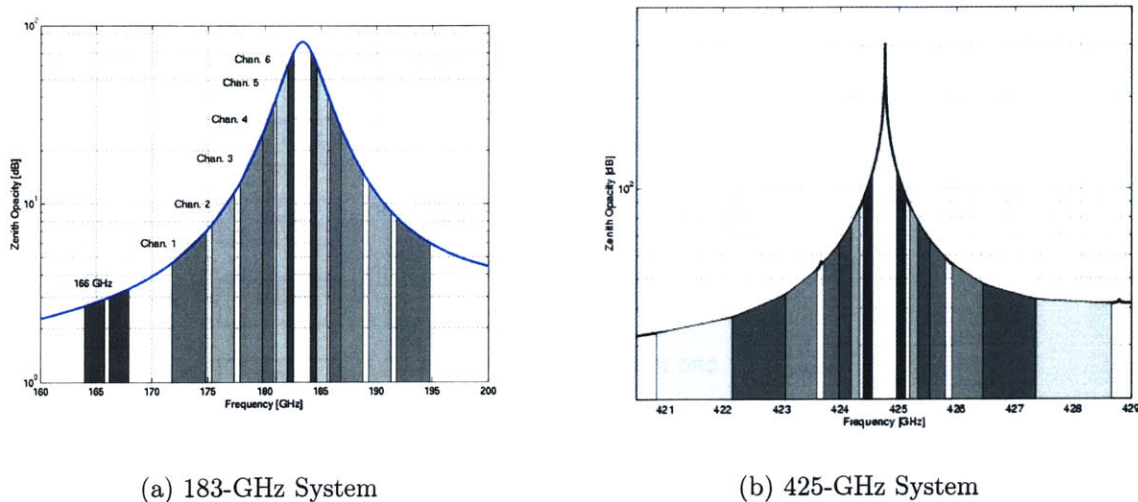 10²
10¹
10⁰
Zenith Opacity [dB]
Chan. 6
Chan. 5
Chan. 4
Chan. 3
Chan. 2
Chan. 1
166 GHz
160 165 170 175 180 185 190 195 200
Frequency [GHz]
(a) 183-GHz System
10²
Zenith Opacity [dB]
421 422 423 424 425 426 427 428 429
Frequency [GHz]
(b) 425-GHz System